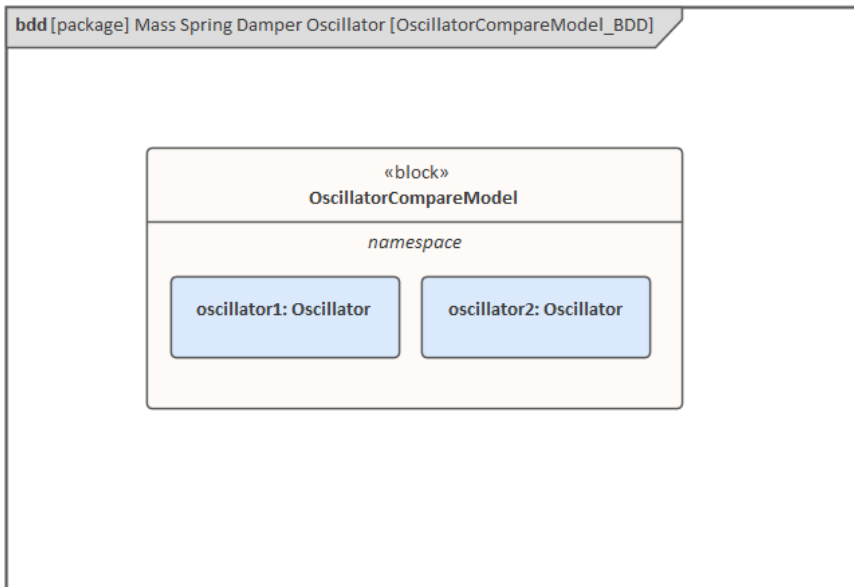 bdd [package] Mass Spring Damper Oscillator [OscillatorCompareModel_BDD]
«block»
OscillatorCompareModel
namespace
oscillator1: Oscillator
oscillator2: Oscillator